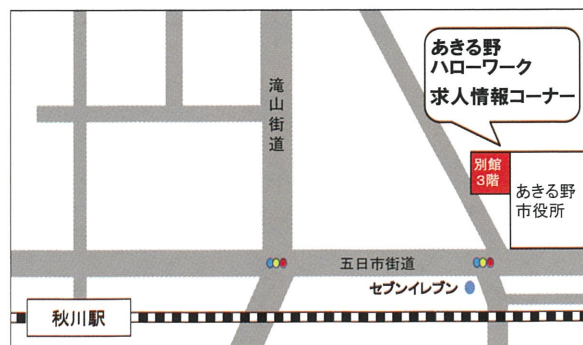 あきる野
ハローワーク
求人情報コーナー
滝山街道
別館
3階
あきる野
市役所
五日市街道
セブンイレブン
秋川駅